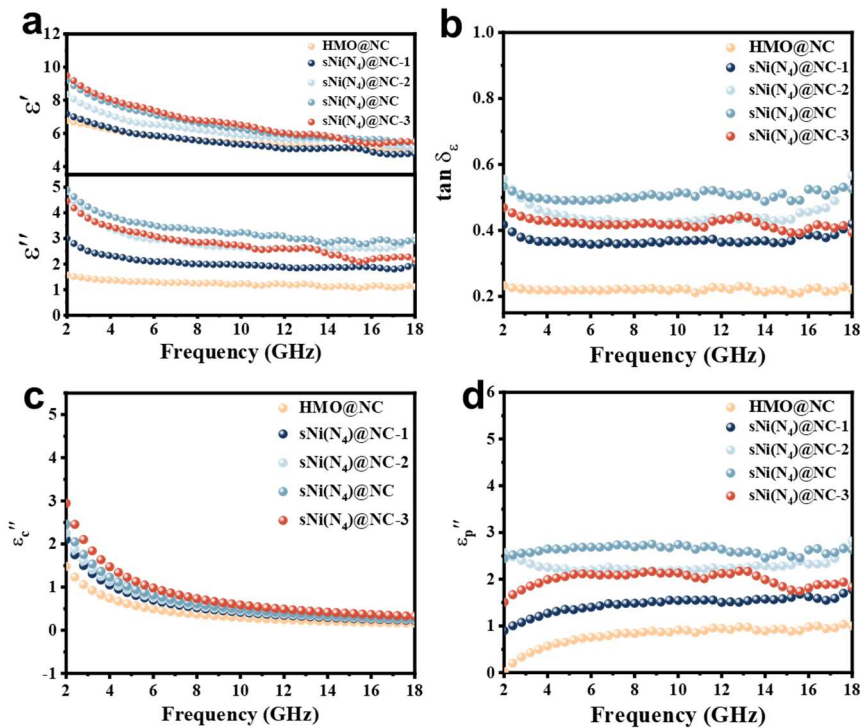 a
ε′
12
10
8
6
4
HMO@NC
sNi(N₄)@NC-1
sNi(N₄)@NC-2
sNi(N₄)@NC
sNi(N₄)@NC-3
ε″
5
4
3
2
1
0
2 4 6 8 10 12 14 16 18
Frequency (GHz)
b
tan δε
1.0
0.8
0.6
0.4
0.2
HMO@NC
sNi(N₄)@NC-1
sNi(N₄)@NC-2
sNi(N₄)@NC
sNi(N₄)@NC-3
2 4 6 8 10 12 14 16 18
Frequency (GHz)
c
εc″
5
4
3
2
1
0
-1
HMO@NC
sNi(N₄)@NC-1
sNi(N₄)@NC-2
sNi(N₄)@NC
sNi(N₄)@NC-3
2 4 6 8 10 12 14 16 18
Frequency (GHz)
d
εp″
6
5
4
3
2
1
0
HMO@NC
sNi(N₄)@NC-1
sNi(N₄)@NC-2
sNi(N₄)@NC
sNi(N₄)@NC-3
2 4 6 8 10 12 14 16 18
Frequency (GHz)